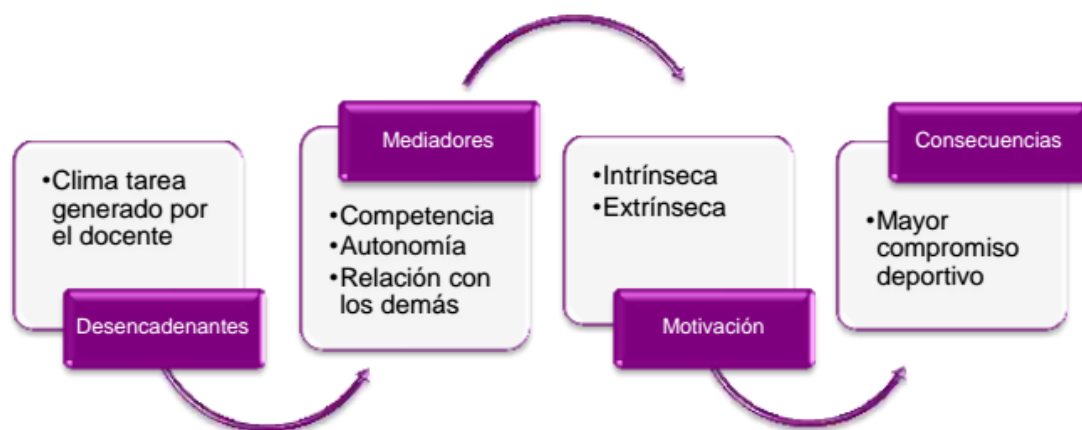 •Clima tarea
generado por
el docente
Desencadenantes
Mediadores
•Competencia
•Autonomía
•Relación con
los demás
•Intrínseca
•Extrínseca
Motivación
Consecuencias
•Mayor
compromiso
deportivo